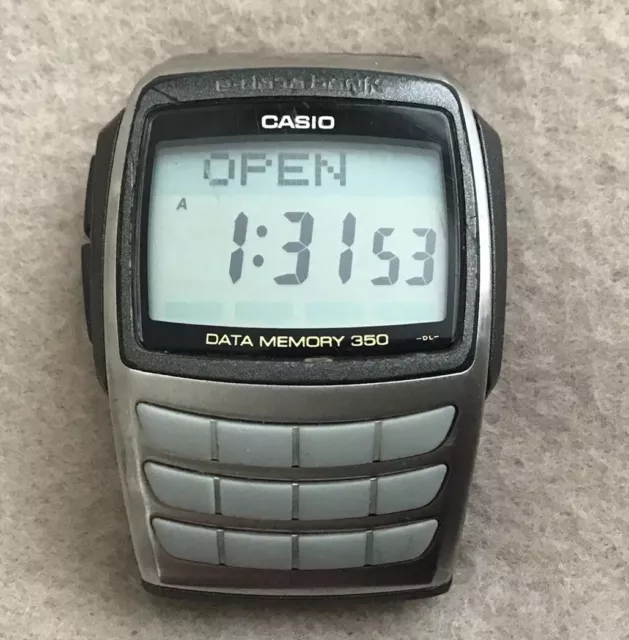 CASIO
OPEN
A
1:31 53
DATA MEMORY 350
-DL-